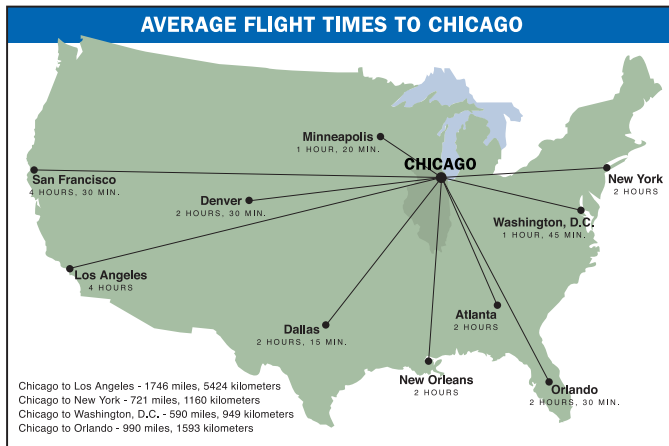 AVERAGE FLIGHT TIMES TO CHICAGO
Minneapolis
1 HOUR, 20 MIN.
CHICAGO
San Francisco
4 HOURS, 30 MIN.
New York
2 HOURS
Denver
2 HOURS, 30 MIN.
Washington, D.C.
1 HOUR, 45 MIN.
Los Angeles
4 HOURS
Atlanta
2 HOURS
Dallas
2 HOURS, 15 MIN.
New Orleans
2 HOURS
Orlando
2 HOURS, 30 MIN.
Chicago to Los Angeles - 1746 miles, 5424 kilometers
Chicago to New York - 721 miles, 1160 kilometers
Chicago to Washington, D.C. - 590 miles, 949 kilometers
Chicago to Orlando - 990 miles, 1593 kilometers